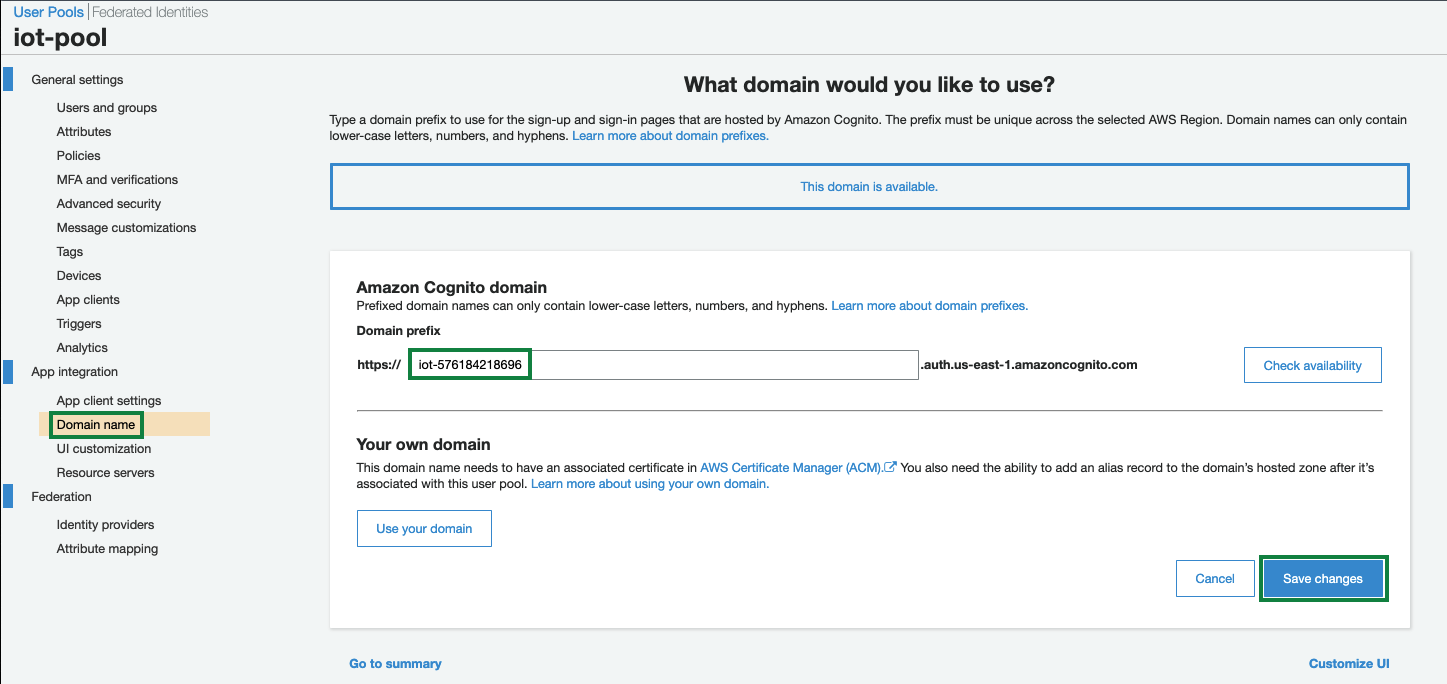 User Pools | Federated Identities
iot-pool
General settings
Users and groups
Attributes
Policies
MFA and verifications
Advanced security
Message customizations
Tags
Devices
App clients
Triggers
Analytics
App integration
App client settings
Domain name
UI customization
Resource servers
Federation
Identity providers
Attribute mapping
What domain would you like to use?
Type a domain prefix to use for the sign-up and sign-in pages that are hosted by Amazon Cognito. The prefix must be unique across the selected AWS Region. Domain names can only contain
lower-case letters, numbers, and hyphens. Learn more about domain prefixes.
This domain is available.
Amazon Cognito domain
Prefixed domain names can only contain lower-case letters, numbers, and hyphens. Learn more about domain prefixes.
Domain prefix
https:// iot-576184218696 .auth.us-east-1.amazoncognito.com Check availability
Your own domain
This domain name needs to have an associated certificate in AWS Certificate Manager (ACM). You also need the ability to add an alias record to the domain's hosted zone after it's
associated with this user pool. Learn more about using your own domain.
Use your domain
Cancel Save changes
Go to summary Customize UI